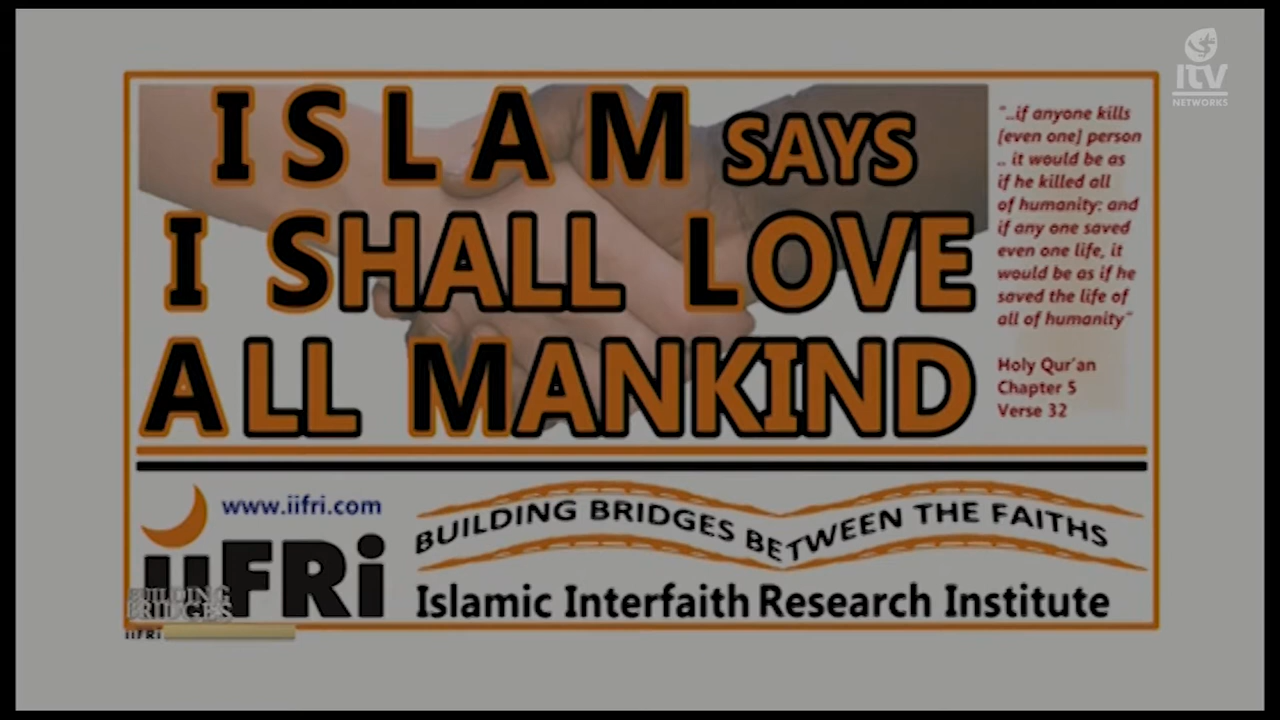 ITV
NETWORKS
ISLAM SAYS
I SHALL LOVE
ALL MANKIND
"...if anyone kills
[even one] person
.. it would be as
if he killed all
of humanity: and
if any one saved
even one life, it
would be as if he
saved the life of
all of humanity"
Holy Qur'an
Chapter 5
Verse 32
www.iifri.com
iiFRi
BUILDING BRIDGES BETWEEN THE FAITHS
Islamic Interfaith Research Institute
BUILDING
BRIDGES
iiFRi